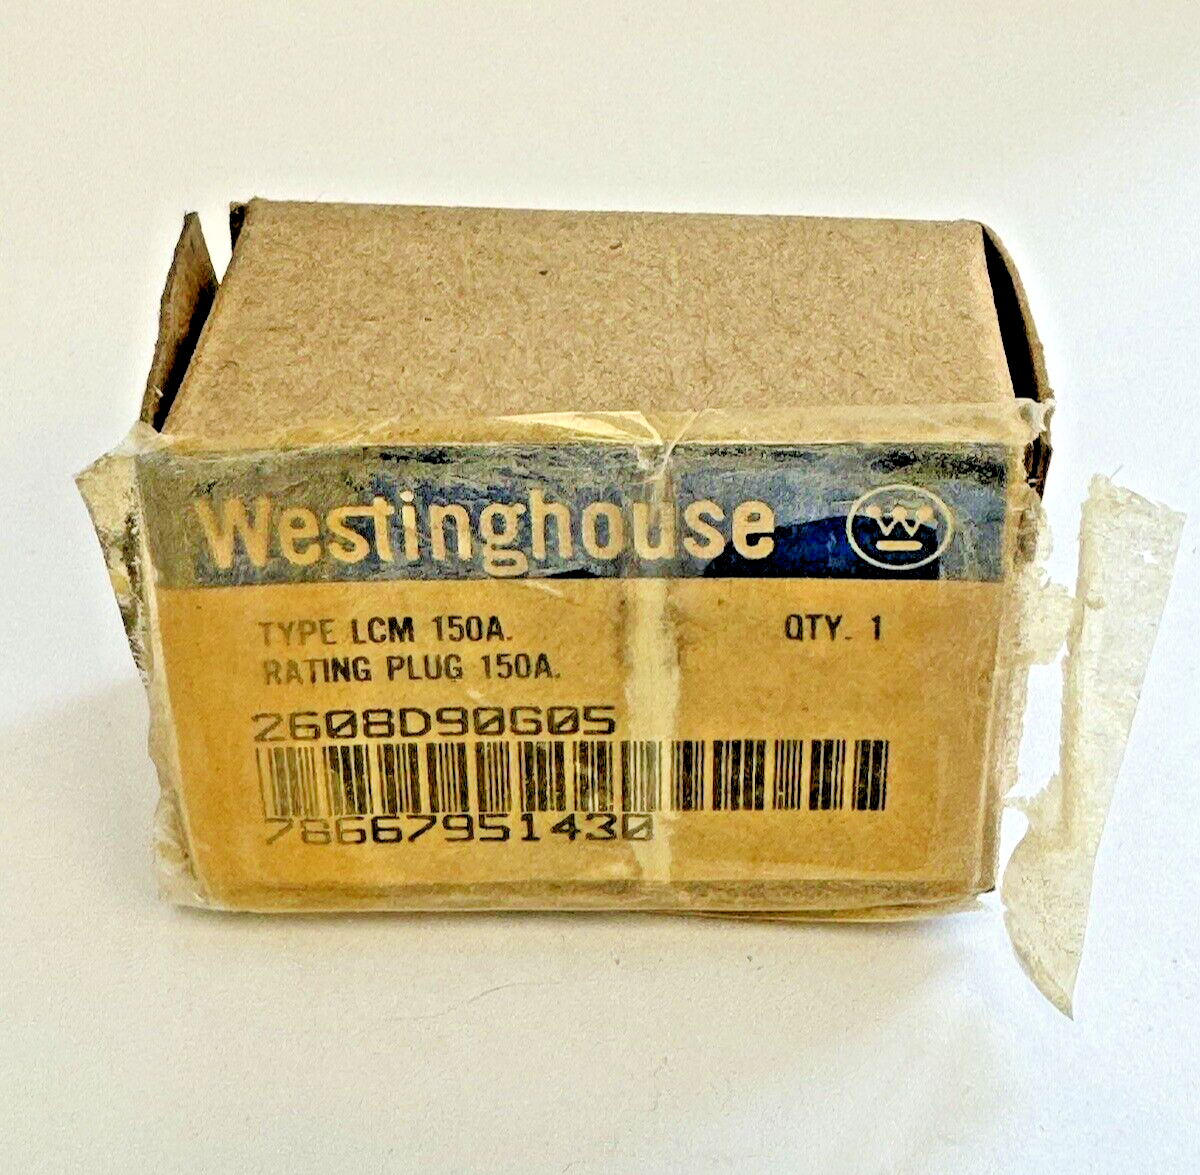 Westinghouse
TYPE LCM 150A.
QTY. 1
RATING PLUG 150A.
2608D90G05
78667951430